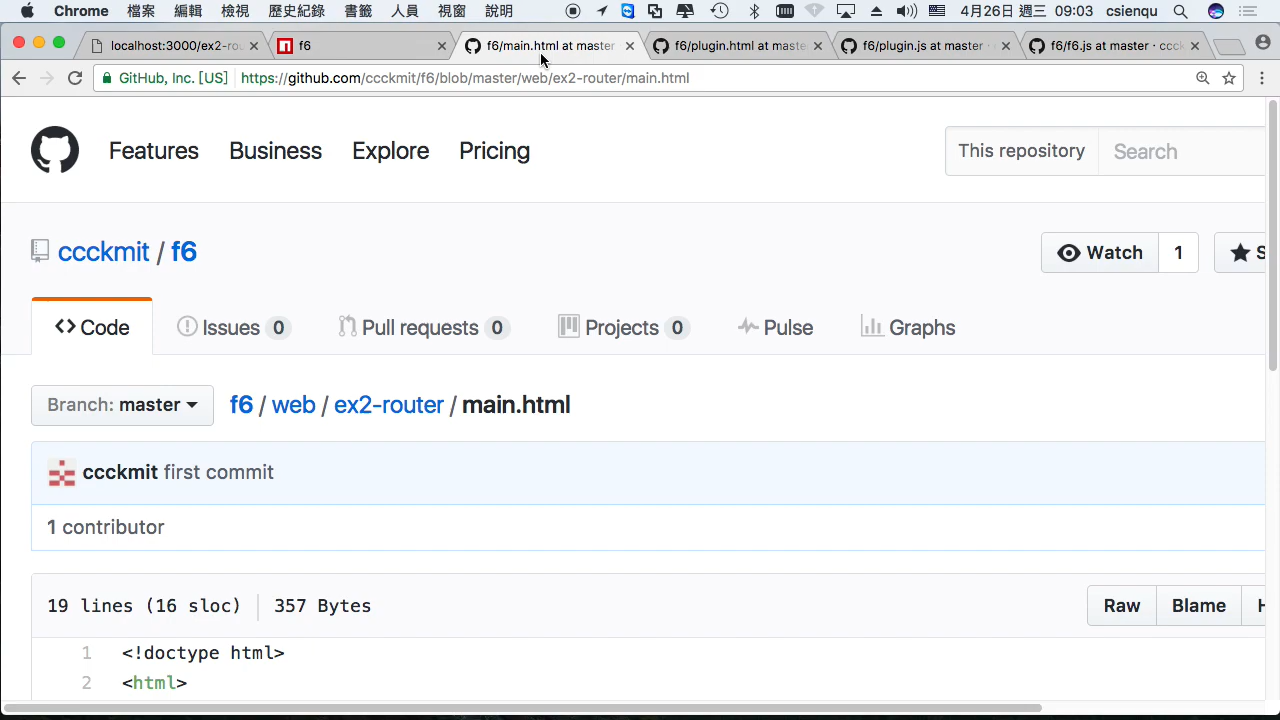 Chrome 檔案 編輯 檢視 歷史紀錄 書籤 人員 視窗 說明 4月26日 週三 09:03 csienqu
localhost:3000/ex2-rou f6 f6/main.html at master f6/plugin.html at maste f6/plugin.js at master f6/f6.js at master · ccck
GitHub, Inc. [US] https://github.com/ccckmit/f6/blob/master/web/ex2-router/main.html
Features Business Explore Pricing This repository Search
ccckmit / f6 Watch 1 S
Code Issues 0 Pull requests 0 Projects 0 Pulse Graphs
Branch: master f6 / web / ex2-router / main.html
ccckmit first commit
1 contributor
19 lines (16 sloc) 357 Bytes Raw Blame H
1 <!doctype html>
2 <html>